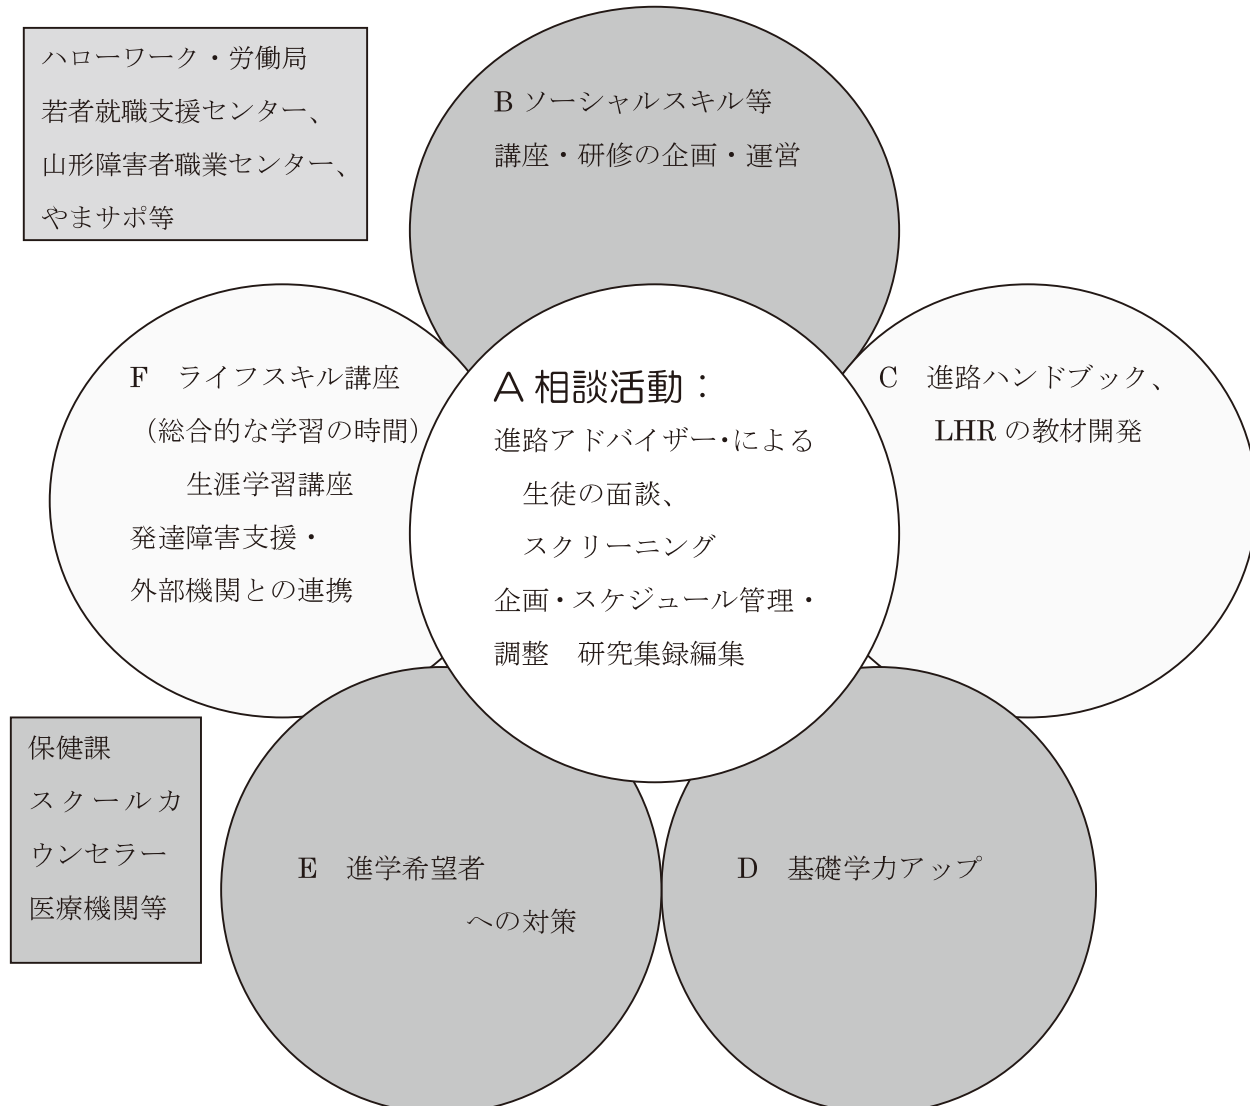 ハローワーク・労働局
若者就職支援センター、
山形障害者職業センター、
やまサポ等
B ソーシャルスキル等
講座・研修の企画・運営
F　ライフスキル講座
（総合的な学習の時間）
生涯学習講座
発達障害支援・
外部機関との連携
A 相談活動：
進路アドバイザー・による
生徒の面談、
スクリーニング
企画・スケジュール管理・
調整　研究集録編集
C　進路ハンドブック、
LHR の教材開発
保健課
スクールカ
ウンセラー
医療機関等
E　進学希望者
への対策
D　基礎学力アップ